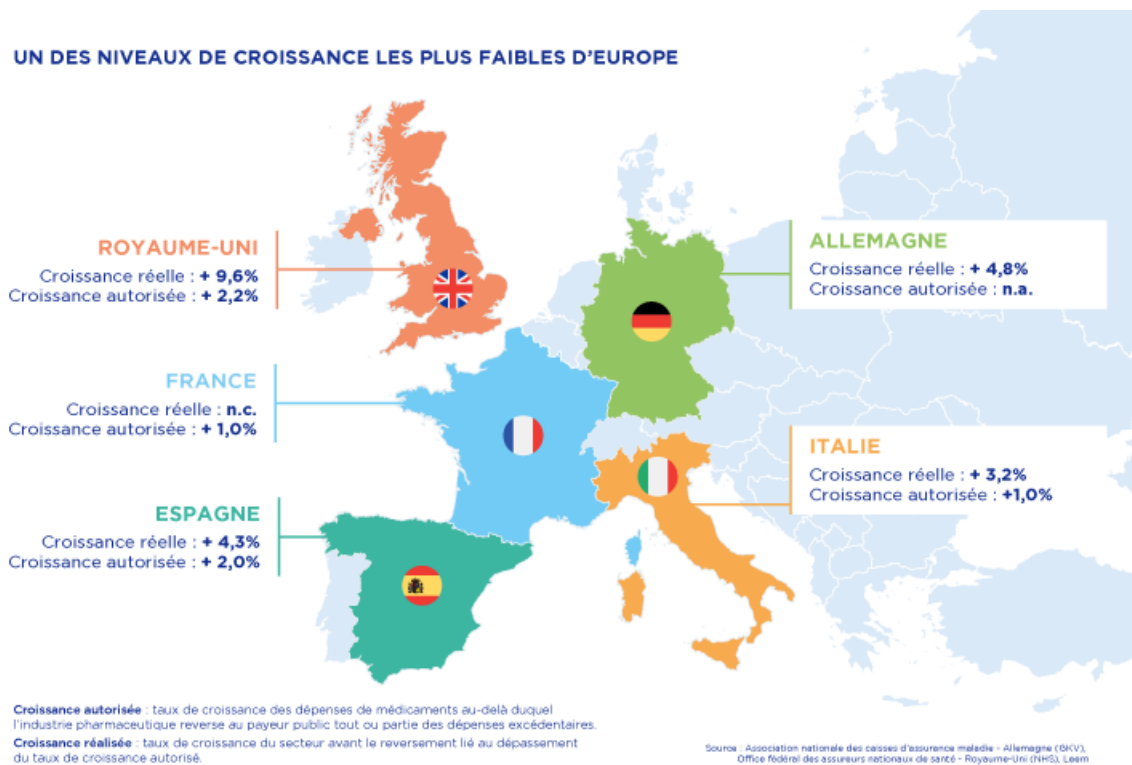 UN DES NIVEAUX DE CROISSANCE LES PLUS FAIBLES D'EUROPE
ROYAUME-UNI
Croissance réelle : + 9,6%
Croissance autorisée : + 2,2%
ALLEMAGNE
Croissance réelle : + 4,8%
Croissance autorisée : n.a.
FRANCE
Croissance réelle : n.c.
Croissance autorisée : + 1,0%
ITALIE
Croissance réelle : + 3,2%
Croissance autorisée : +1,0%
ESPAGNE
Croissance réelle : + 4,3%
Croissance autorisée : + 2,0%
Croissance autorisée : taux de croissance des dépenses de médicaments au-delà duquel
l'industrie pharmaceutique reverse au payeur public tout ou partie des dépenses excédentaires.
Croissance réalisée : taux de croissance du secteur avant le reversement lié au dépassement
du taux de croissance autorisé.
Source : Association nationale des caisses d'assurance maladie - Allemagne (GKV),
Office fédéral des assureurs nationaux de santé - Royaume-Uni (NHS), Leem